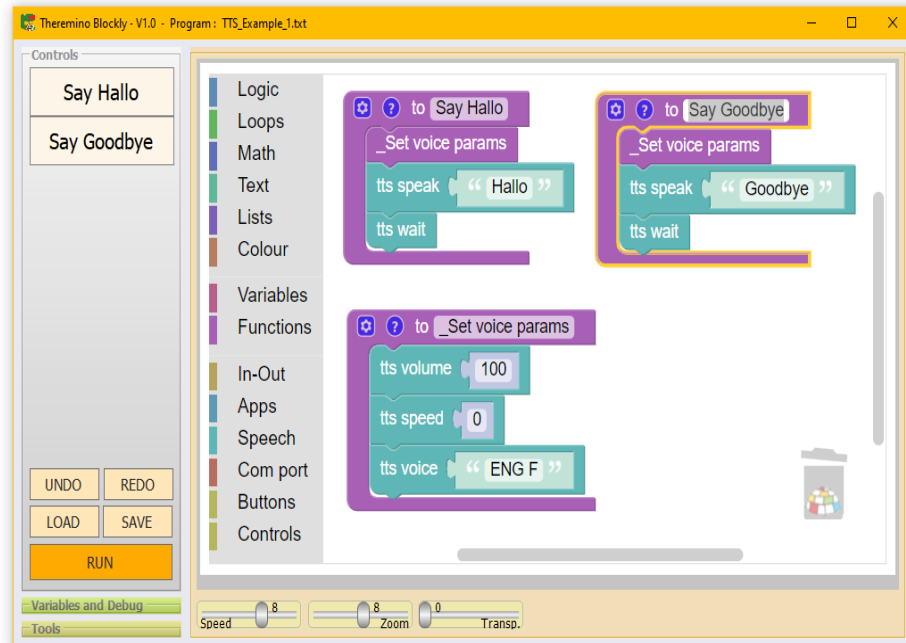 Theremino Blockly - V1.0 - Program : TTS_Example_1.txt
Controls
Say Hallo
Say Goodbye
UNDO REDO
LOAD SAVE
RUN
Variables and Debug
Tools
Logic
Loops
Math
Text
Lists
Colour
Variables
Functions
In-Out
Apps
Speech
Com port
Buttons
Controls
? to Say Hallo
_Set voice params
tts speak “ Hallo ”
tts wait
? to Say Goodbye
_Set voice params
tts speak “ Goodbye ”
tts wait
? to _Set voice params
tts volume 100
tts speed 0
tts voice “ ENG F ”
Speed 8
8 Zoom
0 Transp.